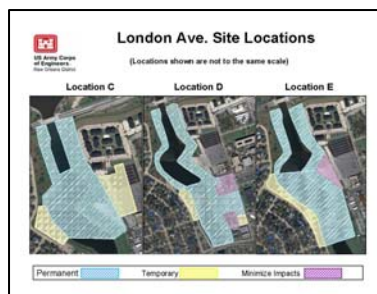 London Ave. Site Locations
US Army Corps
of Engineers
New Orleans District
(Locations shown are not to the same scale)
Location C
Location D
Location E
Permanent
Temporary
Minimize Impacts